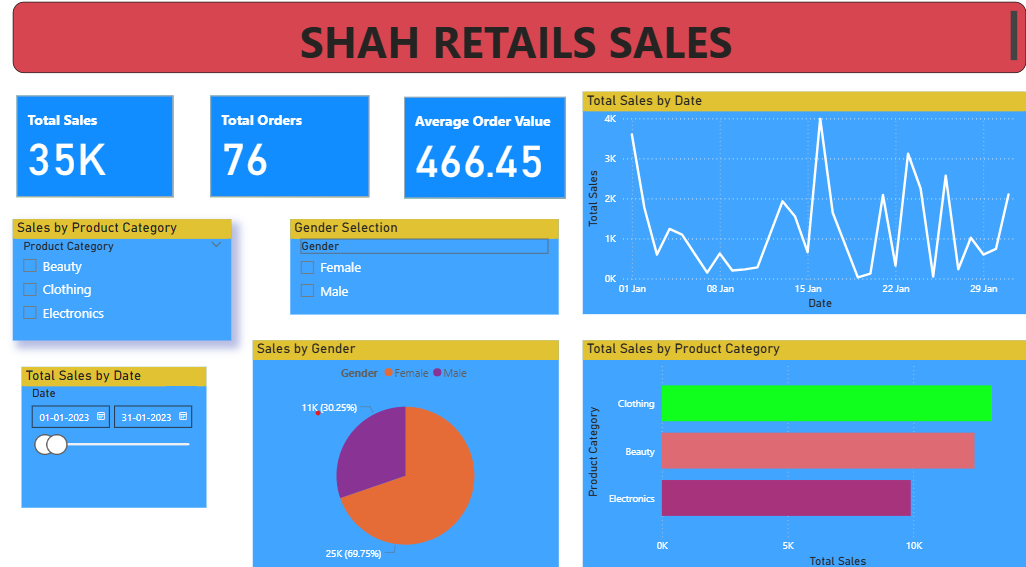 SHAH RETAILS SALES
Total Sales
35K
Total Orders
76
Average Order Value
466.45
Total Sales by Date
Total Sales
4K
3K
2K
1K
0K
01 Jan
08 Jan
15 Jan
22 Jan
29 Jan
Date
Sales by Product Category
Product Category
Beauty
Clothing
Electronics
Gender Selection
Gender
Female
Male
Total Sales by Date
Date
01-01-2023
31-01-2023
Sales by Gender
Gender Female Male
11K (30.25%)
25K (69.75%)
Total Sales by Product Category
Product Category
Clothing
Beauty
Electronics
0K
5K
10K
Total Sales